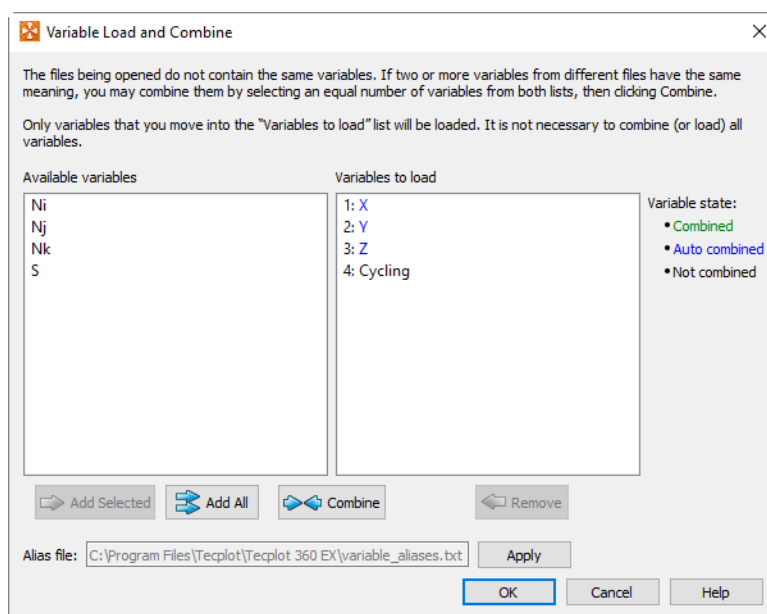 Variable Load and Combine
The files being opened do not contain the same variables. If two or more variables from different files have the same
meaning, you may combine them by selecting an equal number of variables from both lists, then clicking Combine.
Only variables that you move into the "Variables to load" list will be loaded. It is not necessary to combine (or load) all
variables.
Available variables
Ni
Nj
Nk
S
Variables to load
1: X
2: Y
3: Z
4: Cycling
Variable state:
• Combined
• Auto combined
• Not combined
Add Selected
Add All
Combine
Remove
Alias file: C:\Program Files\Tecplot\Tecplot 360 EX\variable_aliases.txt Apply
OK Cancel Help